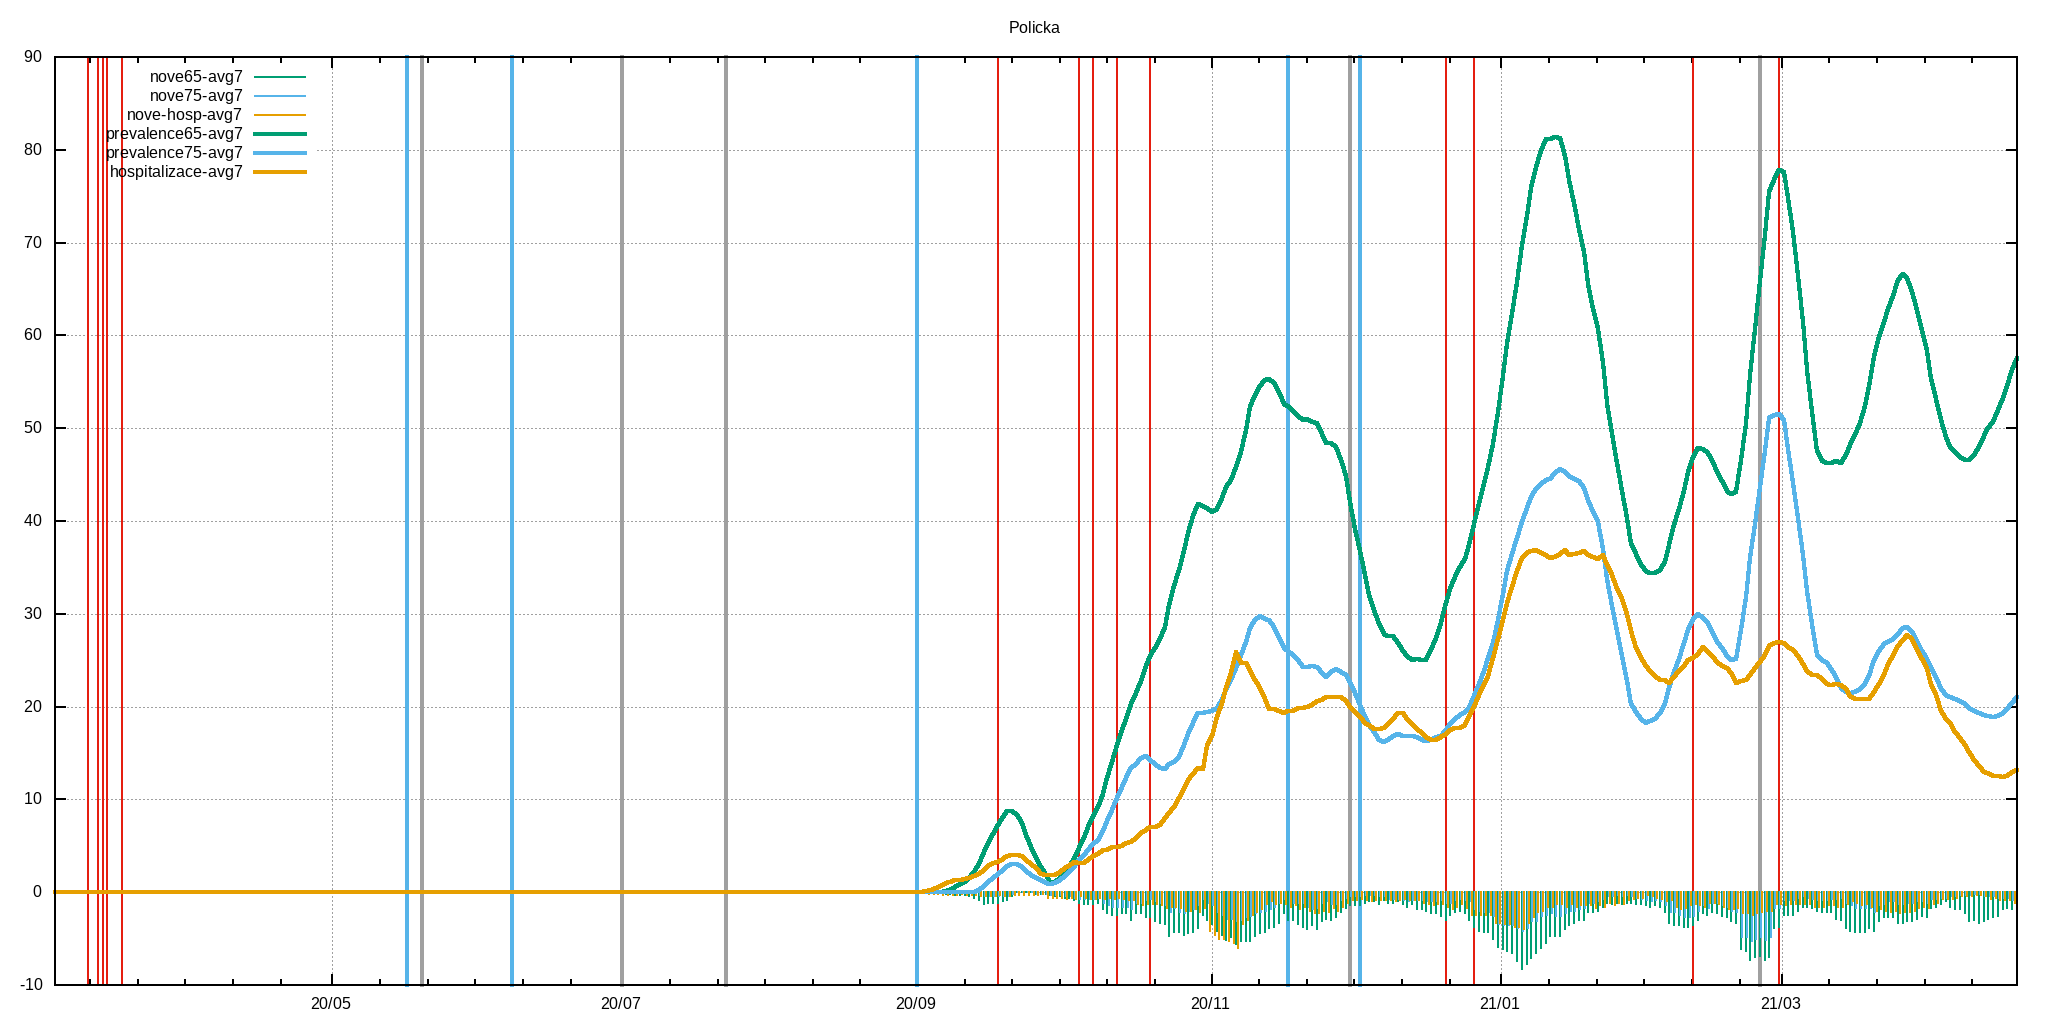 Policka
90
nove65-avg7
nove75-avg7
nove-hosp-avg7
prevalence65-avg7
prevalence75-avg7
hospitalizace-avg7
80
70
60
50
40
30
20
10
0
-10
20/05 20/07 20/09 20/11 21/01 21/03